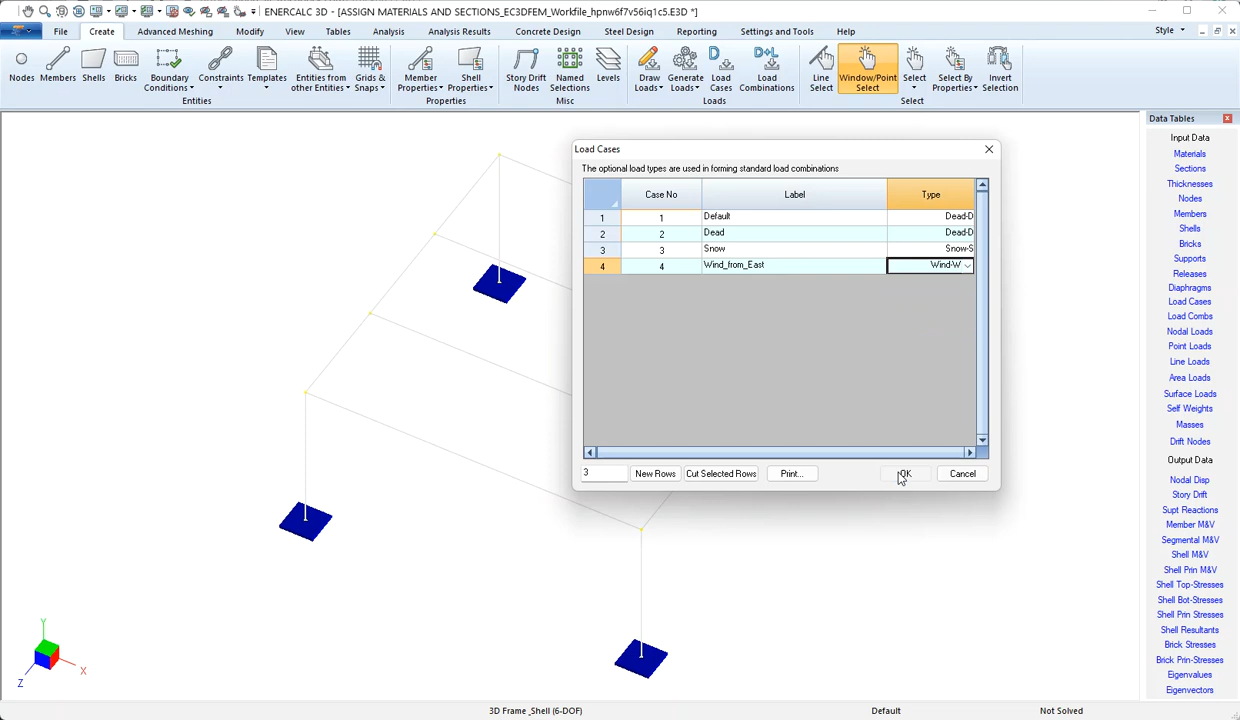 ENERCALC 3D - [ASSIGN MATERIALS AND SECTIONS_EC3DFEM_Workfile_hpnw6f7v56iq1c5.E3D *]
File Create Advanced Meshing Modify View Tables Analysis Analysis Results Concrete Design Steel Design Reporting Settings and Tools Help Style
Nodes Members Shells Bricks Boundary Conditions Constraints Templates Entities from other Entities Grids & Snaps Member Properties Shell Properties Story Drift Nodes Named Selections Levels Draw Loads Generate Loads Load Cases Load Combinations Line Select Window/Point Select Select Select By Properties Invert Selection
Entities Properties Misc Loads Select
Load Cases
The optional load types are used in forming standard load combinations
Case No Label Type
1 1 Default Dead-D
2 2 Dead Dead-D
3 3 Snow Snow-S
4 4 Wind_from_East Wind-W
3 New Rows Cut Selected Rows Print... OK Cancel
Data Tables
Input Data
Materials
Sections
Thicknesses
Nodes
Members
Shells
Bricks
Supports
Releases
Diaphragms
Load Cases
Load Combs
Nodal Loads
Point Loads
Line Loads
Area Loads
Surface Loads
Self Weights
Masses
Drift Nodes
Output Data
Nodal Disp
Story Drift
Supt Reactions
Member M&V
Segmental M&V
Shell M&V
Shell Prin M&V
Shell Top-Stresses
Shell Bot-Stresses
Shell Prin Stresses
Shell Resultants
Brick Stresses
Brick Prin-Stresses
Eigenvalues
Eigenvectors
Y
X
Z
3D Frame_Shell (6-DOF) Default Not Solved